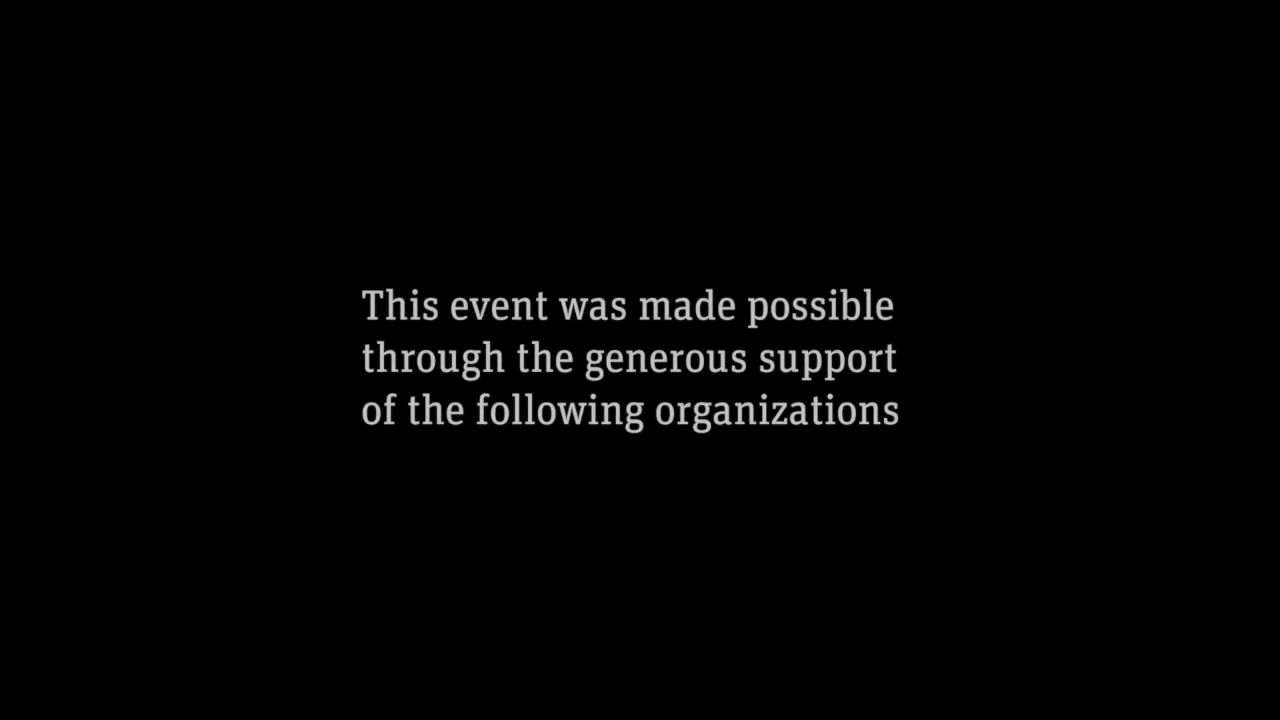 This event was made possible
through the generous support
of the following organizations